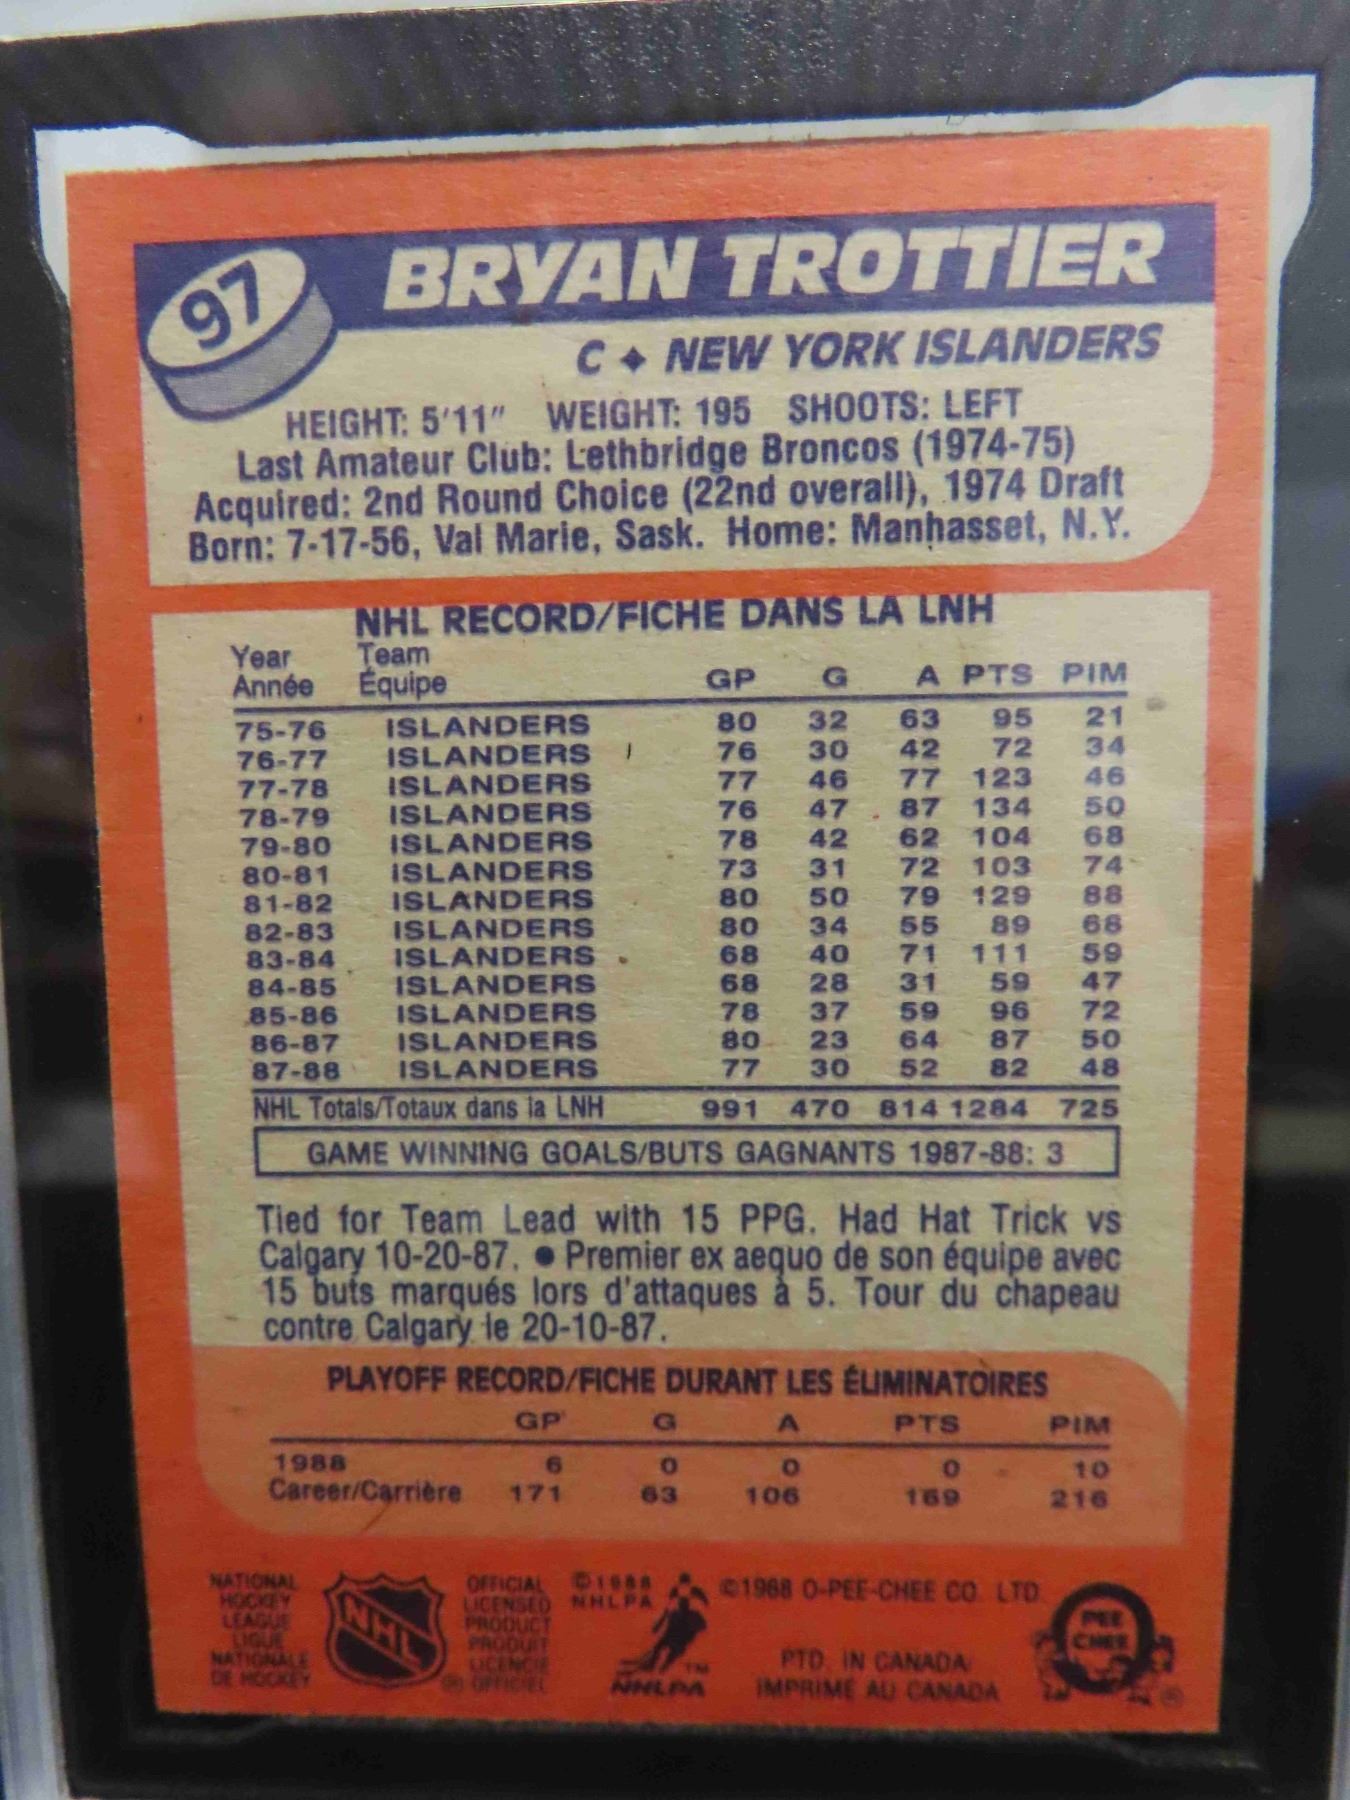 97
BRYAN TROTTIER
C ♦ NEW YORK ISLANDERS
HEIGHT: 5'11" WEIGHT: 195 SHOOTS: LEFT
Last Amateur Club: Lethbridge Broncos (1974-75)
Acquired: 2nd Round Choice (22nd overall), 1974 Draft
Born: 7-17-56, Val Marie, Sask. Home: Manhasset, N.Y.
NHL RECORD/FICHE DANS LA LNH
Year Team
Année Équipe GP G A PTS PIM
75-76 ISLANDERS 80 32 63 95 21
76-77 ISLANDERS 76 30 42 72 34
77-78 ISLANDERS 77 46 77 123 46
78-79 ISLANDERS 76 47 87 134 50
79-80 ISLANDERS 78 42 62 104 68
80-81 ISLANDERS 73 31 72 103 74
81-82 ISLANDERS 80 50 79 129 88
82-83 ISLANDERS 80 34 55 89 68
83-84 ISLANDERS 68 40 71 111 59
84-85 ISLANDERS 68 28 31 59 47
85-86 ISLANDERS 78 37 59 96 72
86-87 ISLANDERS 80 23 64 87 50
87-88 ISLANDERS 77 30 52 82 48
NHL Totals/Totaux dans la LNH 991 470 814 1284 725
GAME WINNING GOALS/BUTS GAGNANTS 1987-88: 3
Tied for Team Lead with 15 PPG. Had Hat Trick vs
Calgary 10-20-87. ● Premier ex aequo de son équipe avec
15 buts marqués lors d'attaques à 5. Tour du chapeau
contre Calgary le 20-10-87.
PLAYOFF RECORD/FICHE DURANT LES ÉLIMINATOIRES
GP G A PTS PIM
1988 6 0 0 0 10
Career/Carrière 171 63 106 169 216
NATIONAL
HOCKEY
LEAGUE
LIGUE
NATIONALE
DE HOCKEY
NHL
OFFICIAL
LICENSED
PRODUCT
PRODUIT
LICENCIÉ
® OFFICIEL
©1988
NHLPA
TM
NHLPA
©1988 O-PEE-CHEE CO. LTD.
PTD. IN CANADA
IMPRIMÉ AU CANADA
PEE
CHEE
®